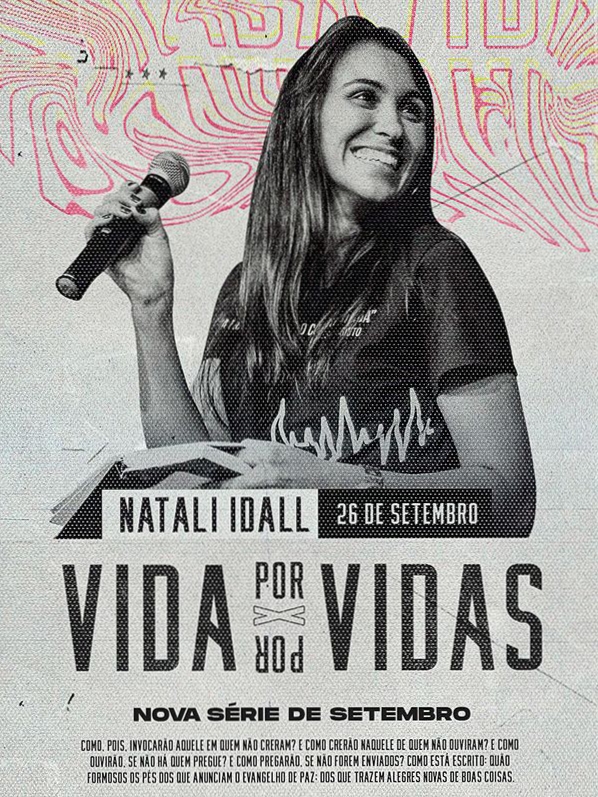 NATALI IDALL
26 DE SETEMBRO
VIDA POR VIDAS
POR
NOVA SÉRIE DE SETEMBRO
COMO, POIS, INVOCARÃO AQUELE EM QUEM NÃO CRERAM? E COMO CRERÃO NAQUELE DE QUEM NÃO OUVIRAM? E COMO
OUVIRÃO, SE NÃO HÁ QUEM PREGUE? E COMO PREGARÃO, SE NÃO FOREM ENVIADOS? COMO ESTÁ ESCRITO: QUÃO
FORMOSOS OS PÉS DOS QUE ANUNCIAM O EVANGELHO DE PAZ; DOS QUE TRAZEM ALEGRES NOVAS DE BOAS COISAS.